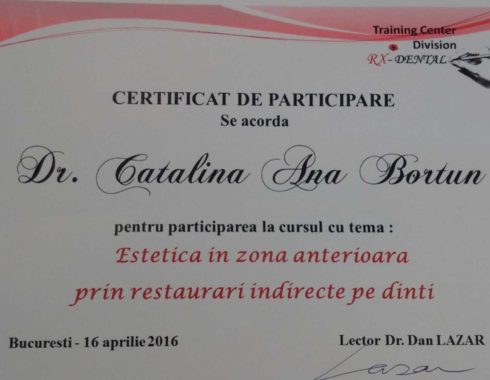 Training Center
Division
RX-DENTAL
CERTIFICAT DE PARTICIPARE
Se acorda
Dr. Catalina Ana Bortun
pentru participarea la cursul cu tema :
Estetica in zona anterioara
prin restaurari indirecte pe dinti
Bucuresti - 16 aprilie 2016
Lector Dr. Dan LAZAR
Lazar